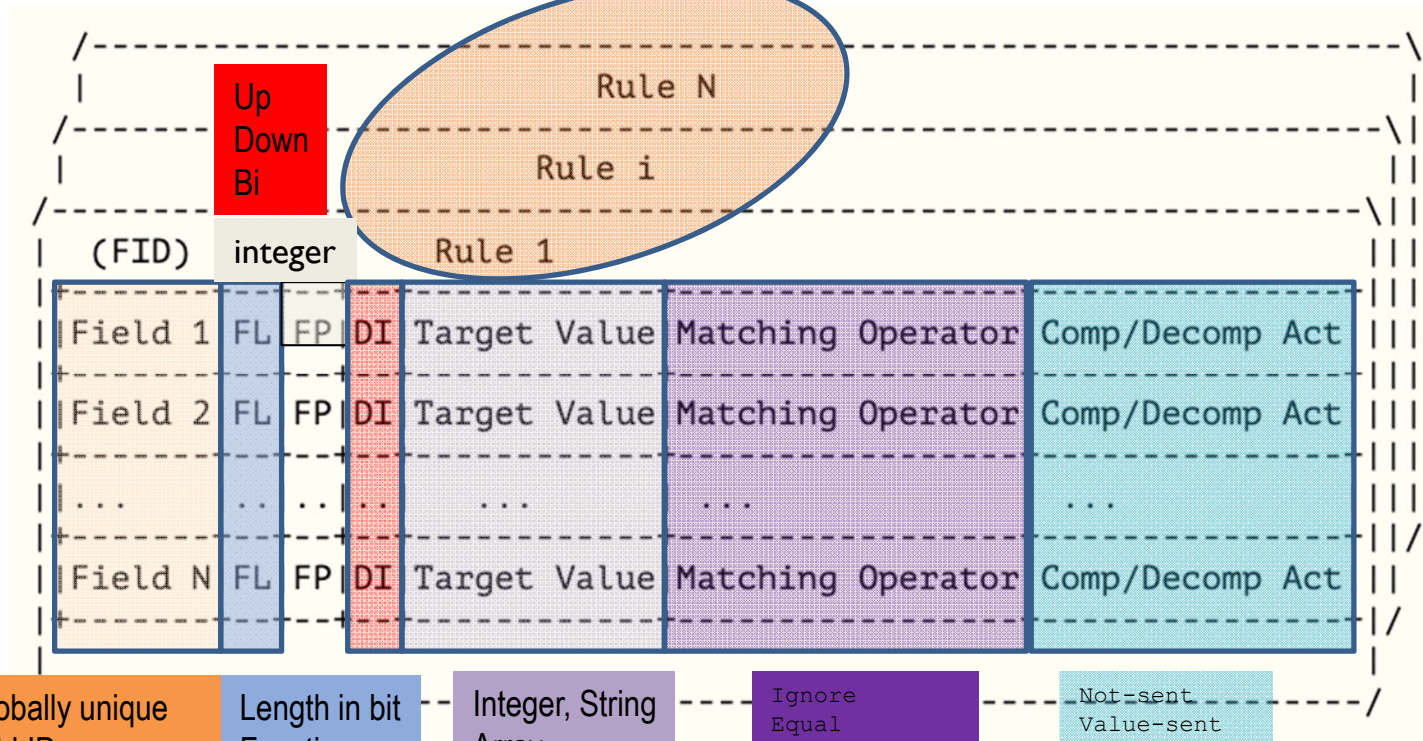 Rule N
Up
Down
Bi
Rule i
(FID)
integer
Rule 1
Field 1 FL FP DI Target Value Matching Operator Comp/Decomp Act
Field 2 FL FP DI Target Value Matching Operator Comp/Decomp Act
... .. .. .. ... ... ...
Field N FL FP DI Target Value Matching Operator Comp/Decomp Act
obally unique
Length in bit
Integer, String
Ignore
Equal
Not-sent
Value-sent